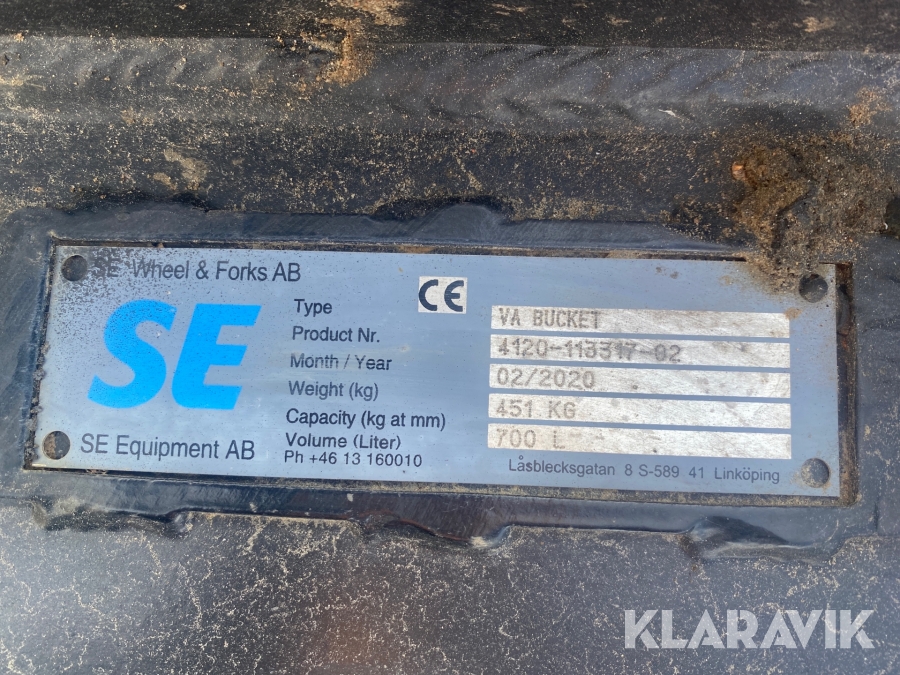 SE Wheel & Forks AB
SE
SE Equipment AB
CE
Type VA BUCKET
Product Nr. 4120-113317-02
Month / Year 02/2020
Weight (kg) 451 KG
Capacity (kg at mm)
Volume (Liter) 700 L
Ph +46 13 160010
Låsblecksgatan 8 S-589 41 Linköping
KLARAVIK